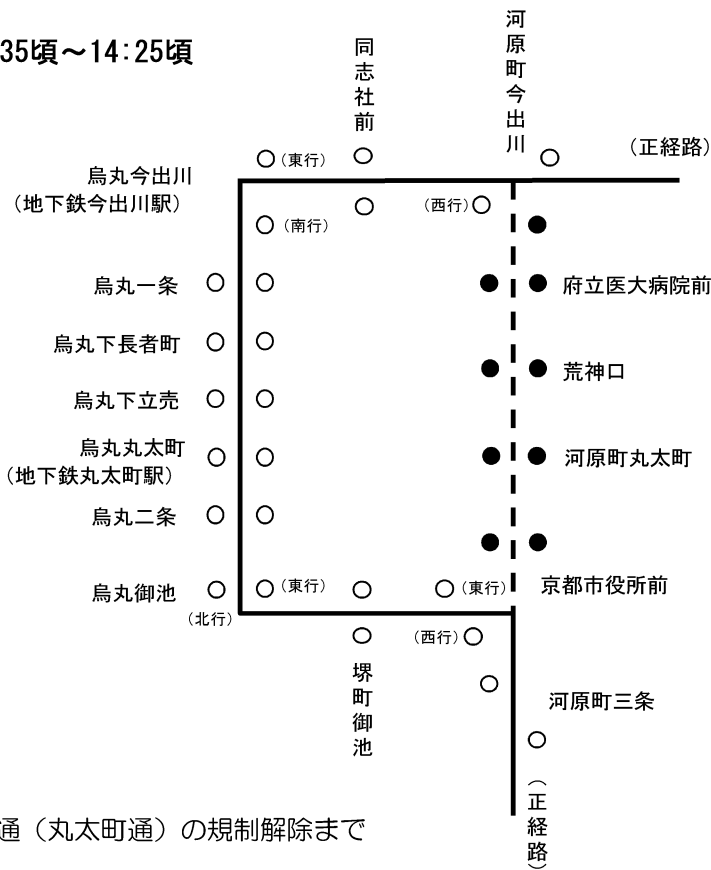 35頃～14:25頃
同志社前
河原町今出川
（正経路）
（東行）
烏丸今出川
（地下鉄今出川駅）
（西行）
（南行）
烏丸一条
府立医大病院前
烏丸下長者町
荒神口
烏丸下立売
烏丸丸太町
（地下鉄丸太町駅）
河原町丸太町
烏丸二条
烏丸御池
（東行）
（東行）
京都市役所前
（北行）
（西行）
堺町御池
河原町三条
（正経路）
通（丸太町通）の規制解除まで